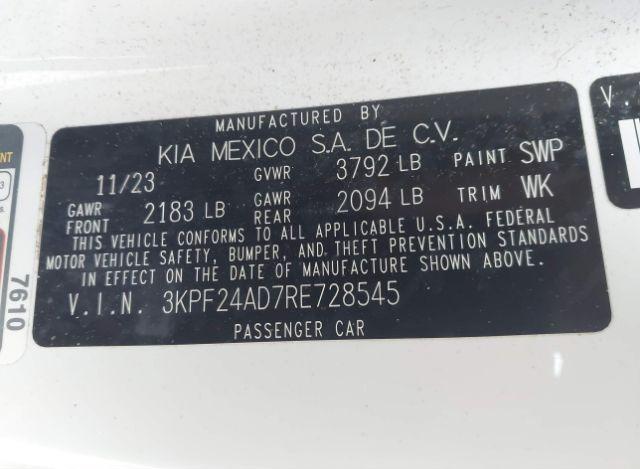 MANUFACTURED BY
KIA MEXICO S.A. DE C.V.
11/23 GVWR 3792 LB PAINT SWP
GAWR FRONT 2183 LB GAWR REAR 2094 LB TRIM WK
THIS VEHICLE CONFORMS TO ALL APPLICABLE U.S.A. FEDERAL
MOTOR VEHICLE SAFETY, BUMPER, AND THEFT PREVENTION STANDARDS
IN EFFECT ON THE DATE OF MANUFACTURE SHOWN ABOVE.
V.I.N. 3KPF24AD7RE728545
PASSENGER CAR
7610
V.